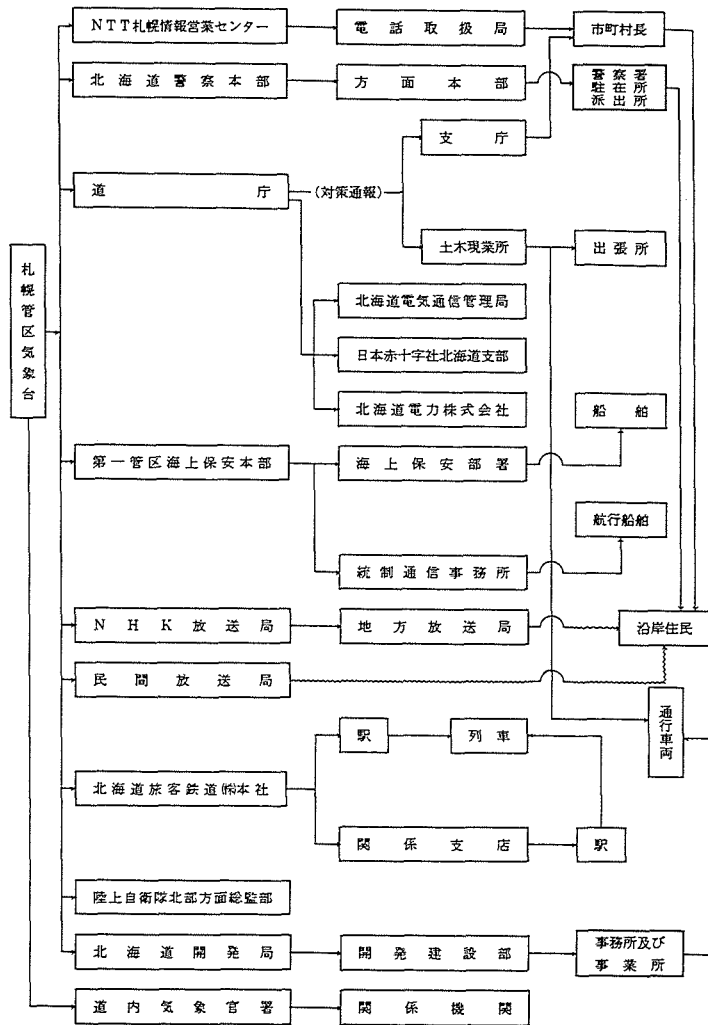 NTT札幌情報営業センター
電話取扱局
市町村長
北海道警察本部
方面本部
警察署
駐在所
派出所
支庁
道庁
(対策通報)
土木現業所
出張所
札幌管区気象台
北海道電気通信管理局
日本赤十字社北海道支部
北海道電力株式会社
船舶
第一管区海上保安本部
海上保安部署
航行船舶
統制通信事務所
NHK放送局
地方放送局
沿岸住民
民間放送局
通行車両
駅
列車
北海道旅客鉄道㈱本社
関係支店
駅
陸上自衛隊北部方面総監部
北海道開発局
開発建設部
事務所及び
事業所
道内気象官署
関係機関